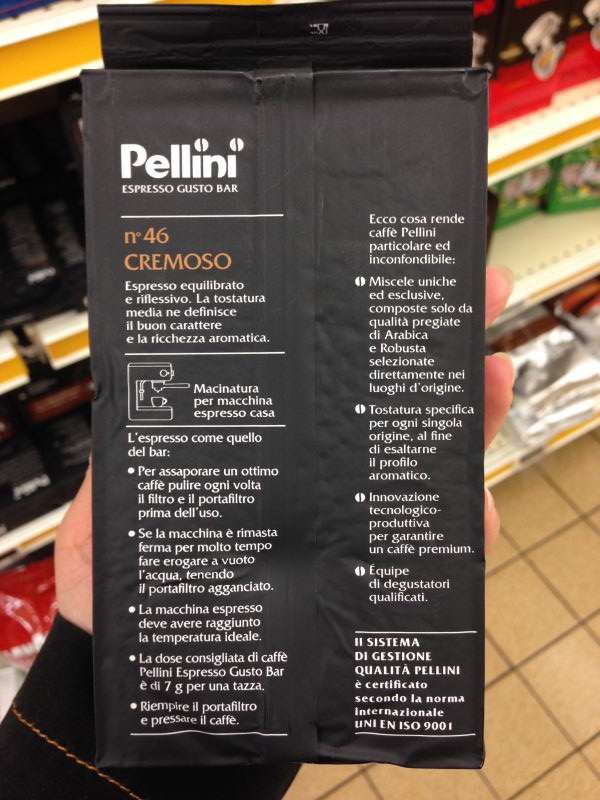 Pellini
ESPRESSO GUSTO BAR
n° 46
CREMOSO
Espresso equilibrato
e riflessivo. La tostatura
media ne definisce
il buon carattere
e la ricchezza aromatica.
Macinatura
per macchina
espresso casa
L'espresso come quello
del bar:
• Per assaporare un ottimo
caffè pulire ogni volta
il filtro e il portafiltro
prima dell'uso.
• Se la macchina è rimasta
ferma per molto tempo
fare erogare a vuoto
l'acqua, tenendo
il portafiltro agganciato.
• La macchina espresso
deve avere raggiunto
la temperatura ideale.
• La dose consigliata di caffè
Pellini Espresso Gusto Bar
è di 7 g per una tazza.
• Riempire il portafiltro
e pressare il caffè.
Ecco cosa rende
caffè Pellini
particolare ed
inconfondibile:
Miscele uniche
ed esclusive,
composte solo da
qualità pregiate
di Arabica
e Robusta
selezionate
direttamente nei
luoghi d'origine.
Tostatura specifica
per ogni singola
origine, al fine
di esaltarne
il profilo
aromatico.
Innovazione
tecnologico-
produttiva
per garantire
un caffè premium.
Equipe
di degustatori
qualificati.
Il SISTEMA
DI GESTIONE
QUALITÀ PELLINI
è certificato
secondo la norma
internazionale
UNI EN ISO 9001